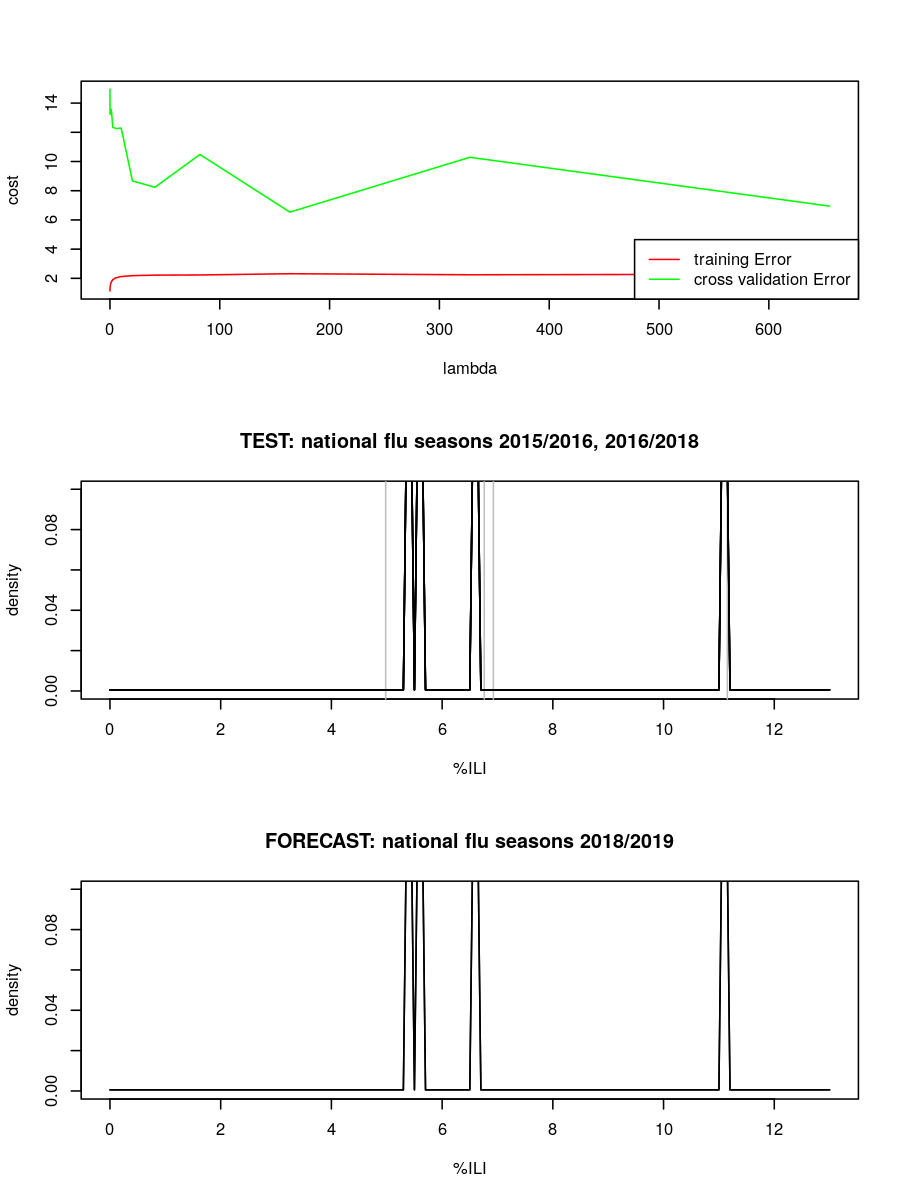 14
10
8
6
4
2
cost
training Error
cross validation Error
0 100 200 300 400 500 600
lambda
TEST: national flu seasons 2015/2016, 2016/2018
0.08
0.04
0.00
density
0 2 4 6 8 10 12
%ILI
FORECAST: national flu seasons 2018/2019
0.08
0.04
0.00
density
0 2 4 6 8 10 12
%ILI